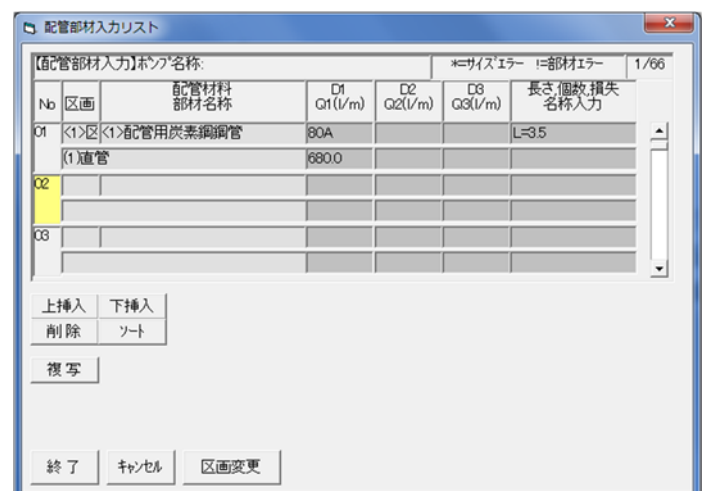 配管部材入力リスト
【配管部材入力】ポンプ名称:
*=サイズエラー !=部材エラー
1/66
No
区画
配管材料
部材名称
D1
Q1(l/m)
D2
Q2(l/m)
D3
Q3(l/m)
長さ,個数,損失
名称入力
01 <1>区 <1>配管用炭素鋼鋼管 80A L=3.5
(1)直管 680.0
02
03
上挿入 下挿入
削除 ソート
複写
終了 キャンセル 区画変更